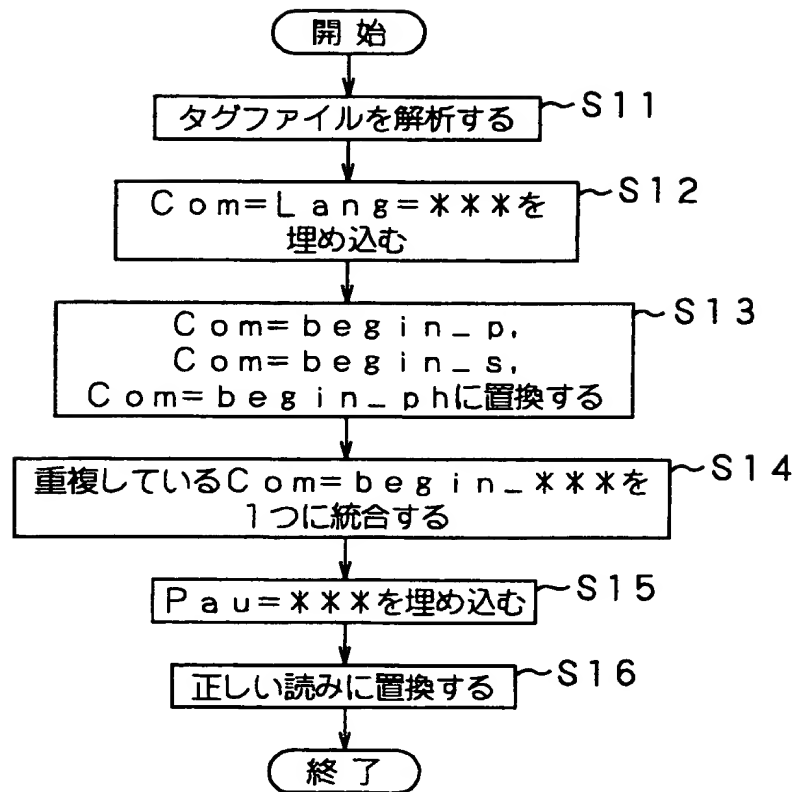 開始
タグファイルを解析する
S11
Com=Lang=***を
埋め込む
S12
Com=begin_p,
Com=begin_s,
Com=begin_phに置換する
S13
重複しているCom=begin_***を
1つに統合する
S14
Pau=***を埋め込む
S15
正しい読みに置換する
S16
終了